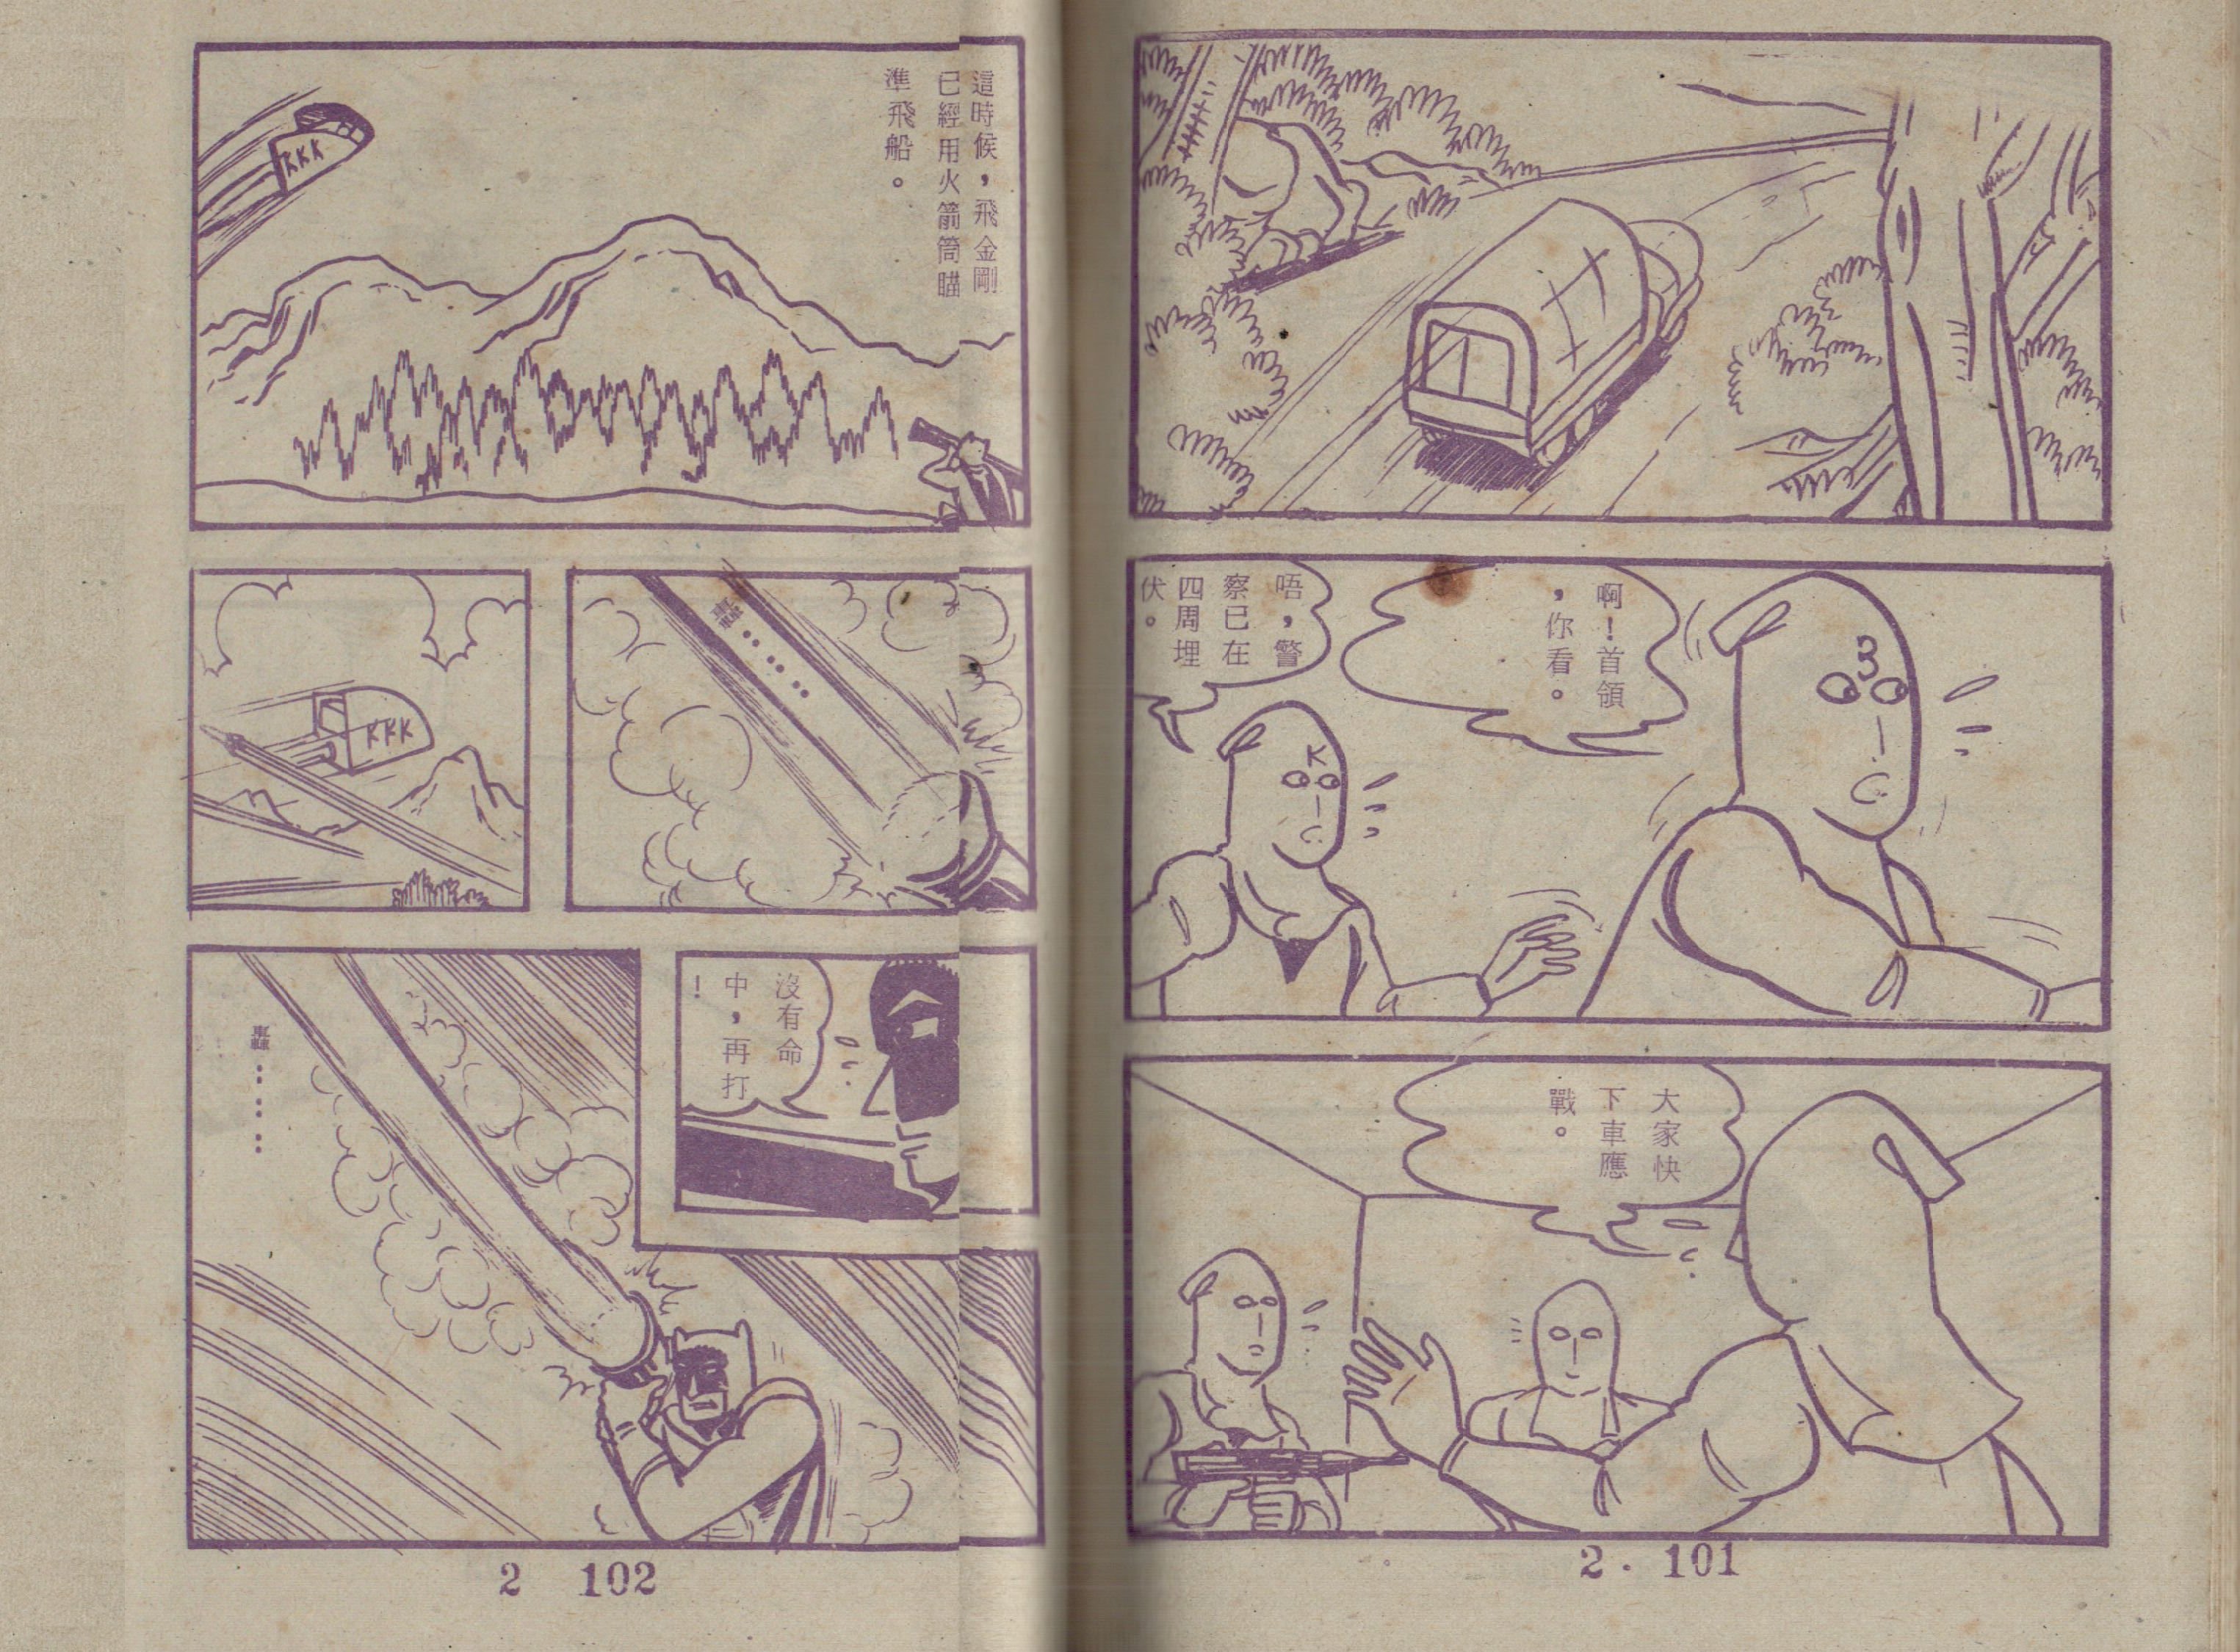 啊！首領
，你看。
3
唔，警
察已在
四周埋
伏。
K
大家快
下車應
戰。
2．101
這時候，飛金剛
已經用火箭筒瞄
準飛船。
KKK
轟……
KKK
沒有命
中，再打
！
轟……
2 102